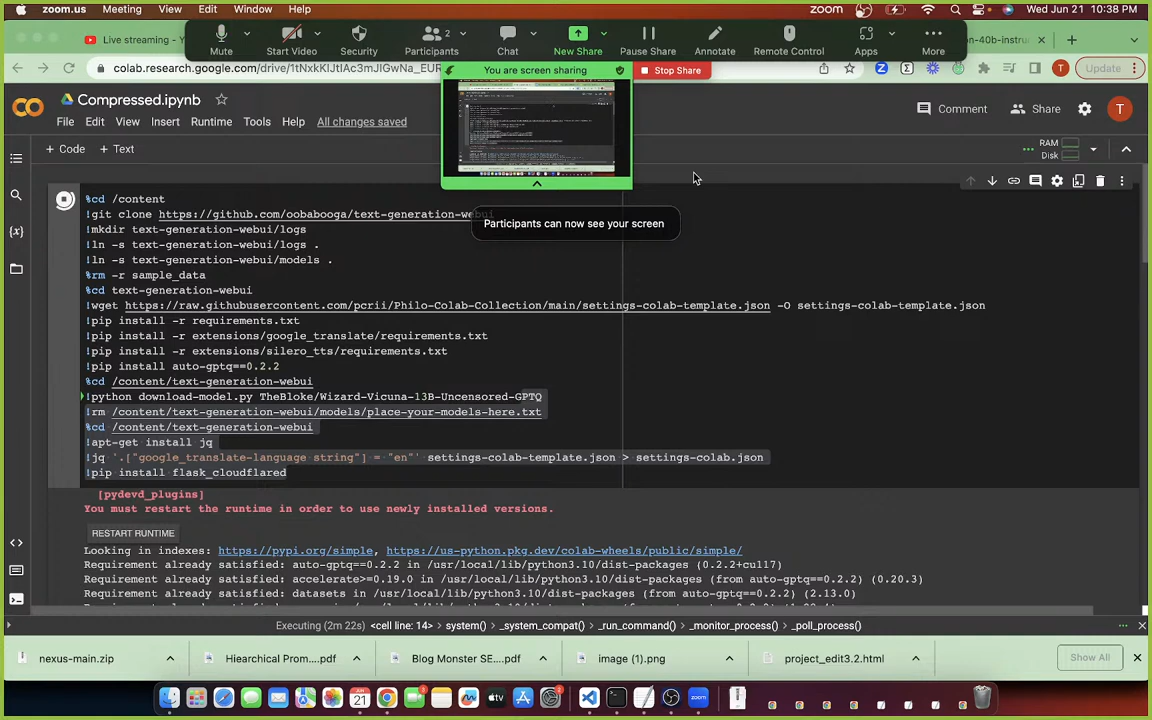 zoom.us Meeting View Edit Window Help
zoom Wed Jun 21 10:38 PM
Mute Start Video Security Participants 2 Chat New Share Pause Share Annotate Remote Control Apps More
Live streaming - Y
-40b-instruc
colab.research.google.com/drive/1tNxkKlJtIAc3mJIGwNa_EUR
Update
You are screen sharing
Stop Share
Participants can now see your screen
Compressed.ipynb
File Edit View Insert Runtime Tools Help All changes saved
Comment Share T
+ Code + Text
RAM
Disk
%cd /content
!git clone https://github.com/oobabooga/text-generation-webui
!mkdir text-generation-webui/logs
!ln -s text-generation-webui/logs .
!ln -s text-generation-webui/models .
%rm -r sample_data
%cd text-generation-webui
!wget https://raw.githubusercontent.com/pcrii/Philo-Colab-Collection/main/settings-colab-template.json -O settings-colab-template.json
!pip install -r requirements.txt
!pip install -r extensions/google_translate/requirements.txt
!pip install -r extensions/silero_tts/requirements.txt
!pip install auto-gptq==0.2.2
%cd /content/text-generation-webui
!python download-model.py TheBloke/Wizard-Vicuna-13B-Uncensored-GPTQ
!rm /content/text-generation-webui/models/place-your-models-here.txt
%cd /content/text-generation-webui
!apt-get install jq
!jq '.["google_translate-language string"] = "en"' settings-colab-template.json > settings-colab.json
!pip install flask_cloudflared
[pydevd_plugins]
You must restart the runtime in order to use newly installed versions.
RESTART RUNTIME
Looking in indexes: https://pypi.org/simple, https://us-python.pkg.dev/colab-wheels/public/simple/
Requirement already satisfied: auto-gptq==0.2.2 in /usr/local/lib/python3.10/dist-packages (0.2.2+cu117)
Requirement already satisfied: accelerate>=0.19.0 in /usr/local/lib/python3.10/dist-packages (from auto-gptq==0.2.2) (0.20.3)
Requirement already satisfied: datasets in /usr/local/lib/python3.10/dist-packages (from auto-gptq==0.2.2) (2.13.0)
Executing (2m 22s) <cell line: 14> system() _system_compat() _run_command() _monitor_process() _poll_process()
nexus-main.zip Hiearchical Prom....pdf Blog Monster SE....pdf image (1).png project_edit3.2.html Show All